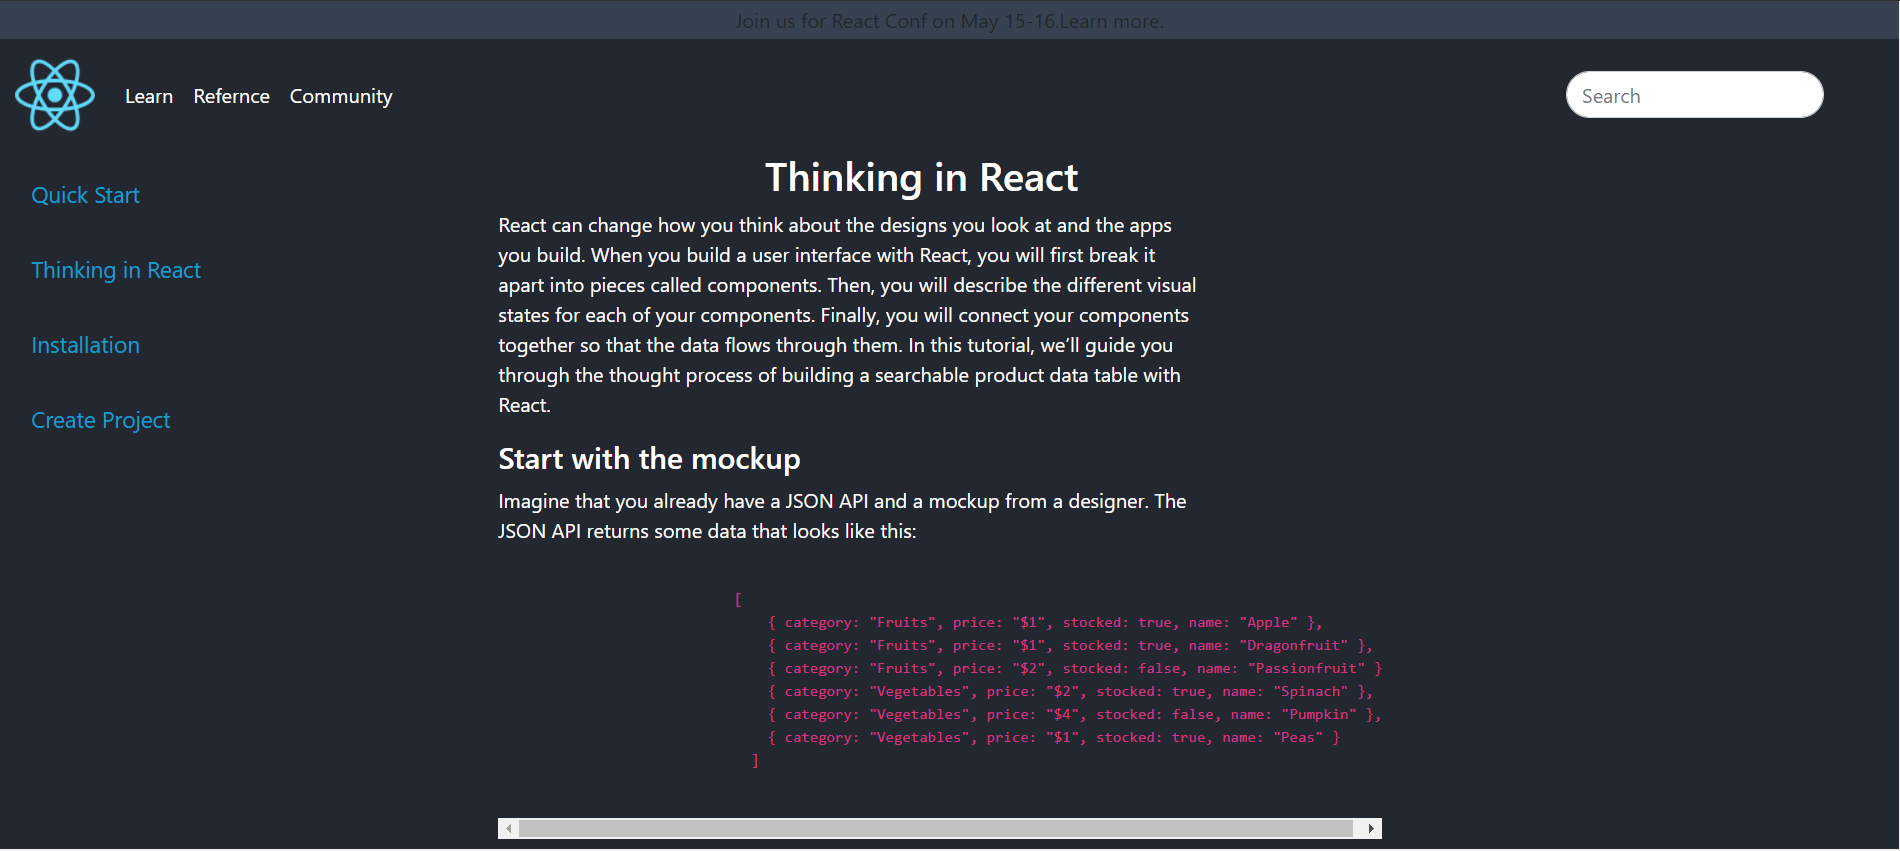 Join us for React Conf on May 15-16.Learn more.
Learn Refernce Community
Search
Quick Start
Thinking in React
Installation
Create Project
Thinking in React
React can change how you think about the designs you look at and the apps
you build. When you build a user interface with React, you will first break it
apart into pieces called components. Then, you will describe the different visual
states for each of your components. Finally, you will connect your components
together so that the data flows through them. In this tutorial, we’ll guide you
through the thought process of building a searchable product data table with
React.
Start with the mockup
Imagine that you already have a JSON API and a mockup from a designer. The
JSON API returns some data that looks like this:
[
{ category: "Fruits", price: "$1", stocked: true, name: "Apple" },
{ category: "Fruits", price: "$1", stocked: true, name: "Dragonfruit" },
{ category: "Fruits", price: "$2", stocked: false, name: "Passionfruit" }
{ category: "Vegetables", price: "$2", stocked: true, name: "Spinach" },
{ category: "Vegetables", price: "$4", stocked: false, name: "Pumpkin" },
{ category: "Vegetables", price: "$1", stocked: true, name: "Peas" }
]